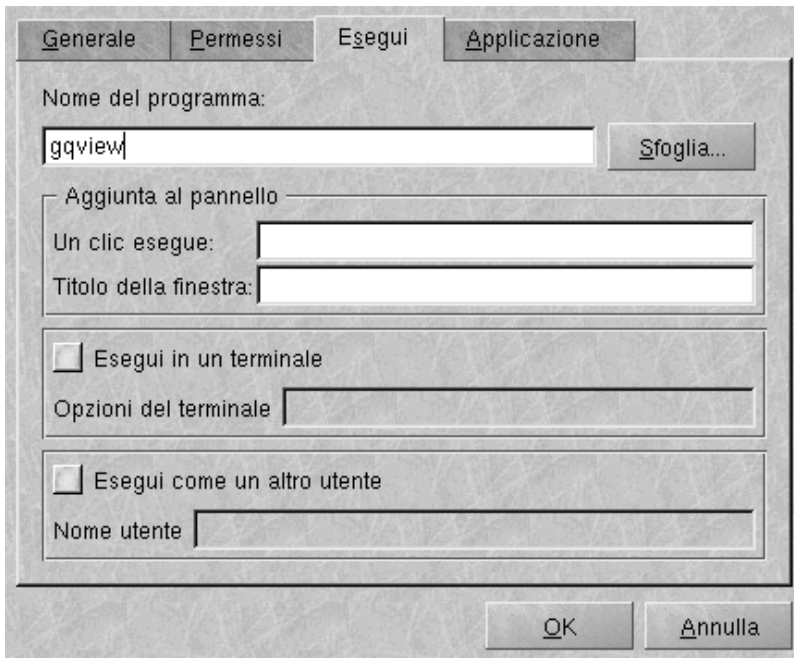 Generale Permessi Esegui Applicazione
Nome del programma:
gqview Sfoglia...
Aggiunta al pannello
Un clic esegue:
Titolo della finestra:
Esegui in un terminale
Opzioni del terminale
Esegui come un altro utente
Nome utente
OK Annulla